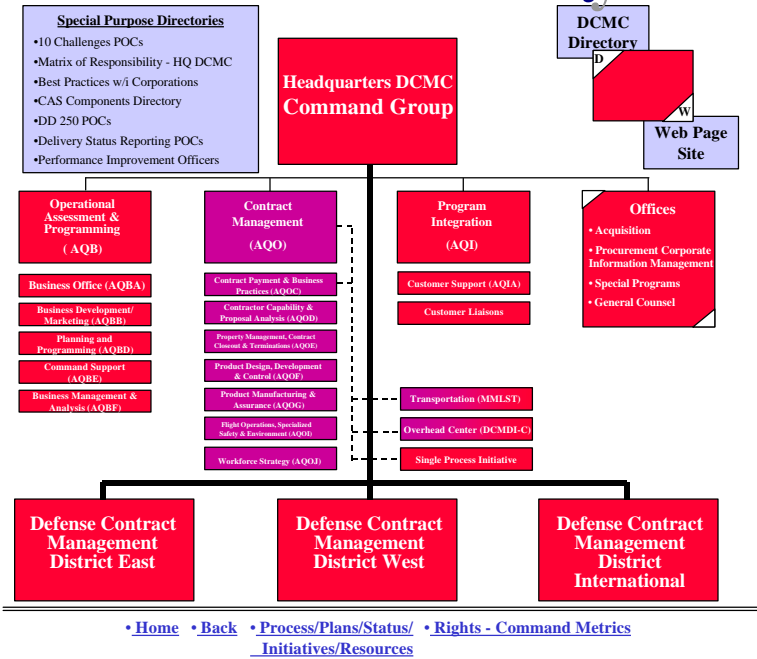 Special Purpose Directories
•10 Challenges POCs
•Matrix of Responsibility - HQ DCMC
•Best Practices w/i Corporations
•CAS Components Directory
•DD 250 POCs
•Delivery Status Reporting POCs
•Performance Improvement Officers
Headquarters DCMC
Command Group
DCMC
Directory
D
W
Web Page
Site
Operational
Assessment &
Programming
( AQB)
Business Office (AQBA)
Business Development/
Marketing (AQBB)
Planning and
Programming (AQBD)
Command Support
(AQBE)
Business Management &
Analysis (AQBF)
Contract
Management
(AQO)
Contract Payment & Business
Practices (AQOC)
Contractor Capability &
Proposal Analysis (AQOD)
Property Management, Contract
Closeout & Terminations (AQOE)
Product Design, Development
& Control (AQOF)
Product Manufacturing &
Assurance (AQOG)
Flight Operations, Specialized
Safety & Environment (AQOI)
Workforce Strategy (AQOJ)
Program
Integration
(AQI)
Customer Support (AQIA)
Customer Liaisons
Transportation (MMLST)
Overhead Center (DCMDI-C)
Single Process Initiative
Offices
• Acquisition
• Procurement Corporate
Information Management
• Special Programs
• General Counsel
Defense Contract
Management
District East
Defense Contract
Management
District West
Defense Contract
Management
District
International
• Home • Back • Process/Plans/Status/ • Rights - Command Metrics
Initiatives/Resources